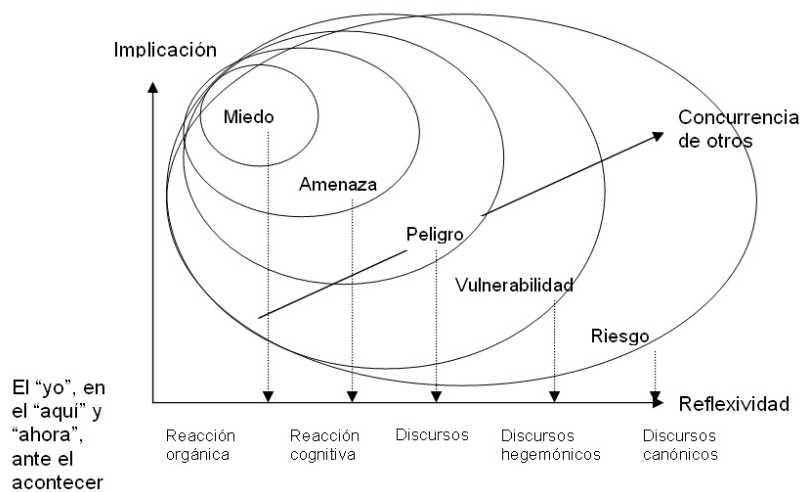 Implicación
Miedo
Concurrencia
de otros
Amenaza
Peligro
Vulnerabilidad
Riesgo
El “yo”, en
el “aquí” y
“ahora”,
ante el
acontecer
Reflexividad
Reacción
orgánica
Reacción
cognitiva
Discursos
Discursos
hegemónicos
Discursos
canónicos